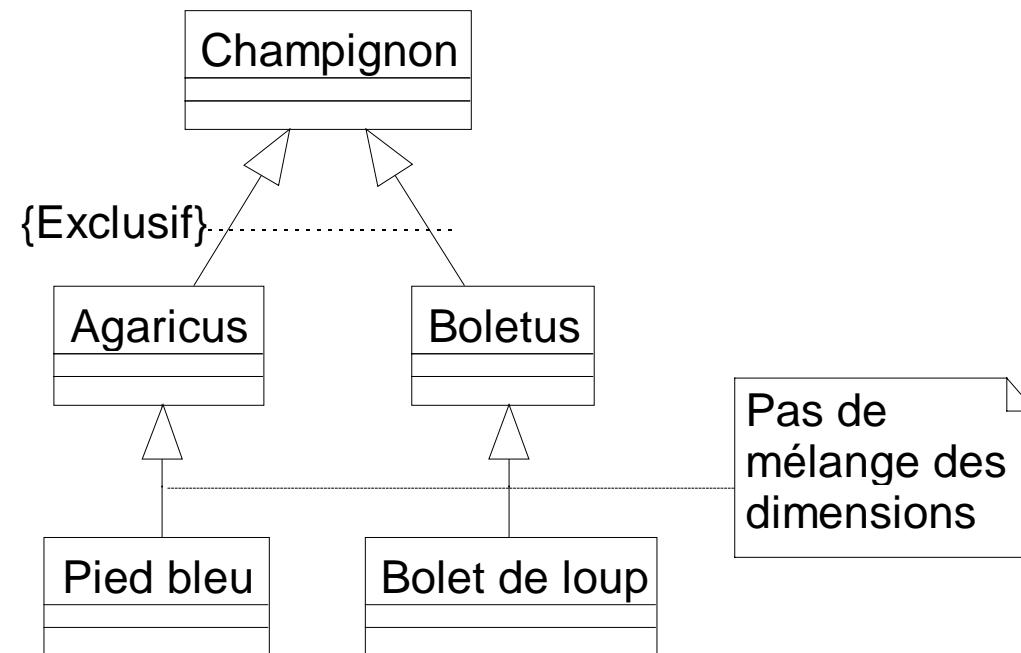 Champignon
{Exclusif}
Agaricus
Boletus
Pas de
mélange des
dimensions
Pied bleu
Bolet de loup